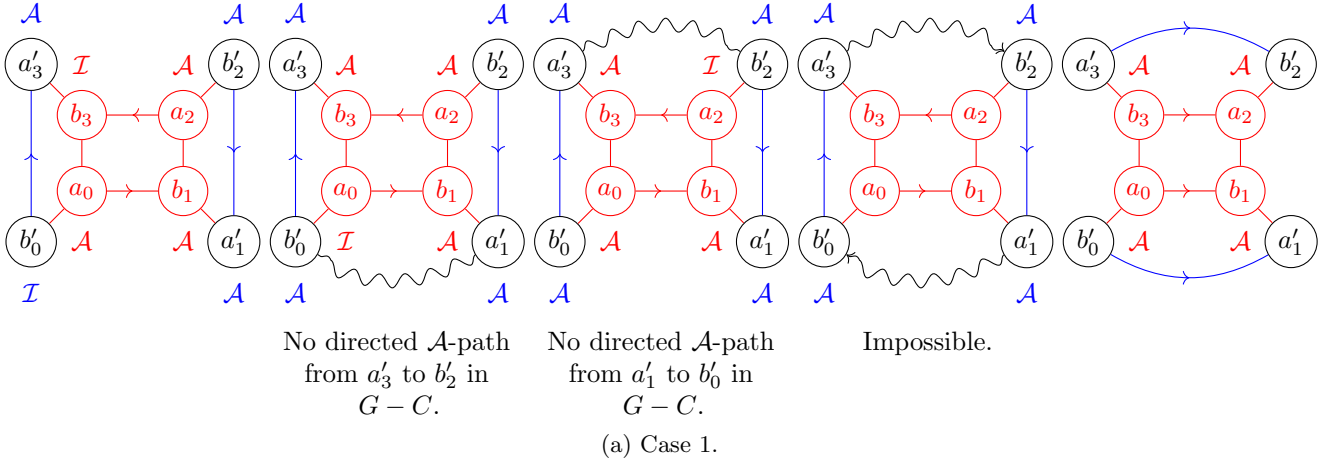 𝒜 𝒜 𝒜 𝒜 𝒜 𝒜 𝒜 𝒜
a′₃ ℐ 𝒜 b′₂ a′₃ 𝒜 𝒜 b′₂ a′₃ 𝒜 ℐ b′₂ a′₃ b′₂ a′₃ 𝒜 𝒜 b′₂
b₃ a₂ b₃ a₂ b₃ a₂ b₃ a₂ b₃ a₂
a₀ b₁ a₀ b₁ a₀ b₁ a₀ b₁ a₀ b₁
b′₀ 𝒜 𝒜 a′₁ b′₀ ℐ 𝒜 a′₁ b′₀ 𝒜 𝒜 a′₁ b′₀ a′₁ b′₀ 𝒜 𝒜 a′₁
ℐ 𝒜 𝒜 𝒜 𝒜 𝒜 𝒜 𝒜
No directed 𝒜-path No directed 𝒜-path Impossible.
from a′₃ to b′₂ in from a′₁ to b′₀ in
G − C. G − C.
(a) Case 1.